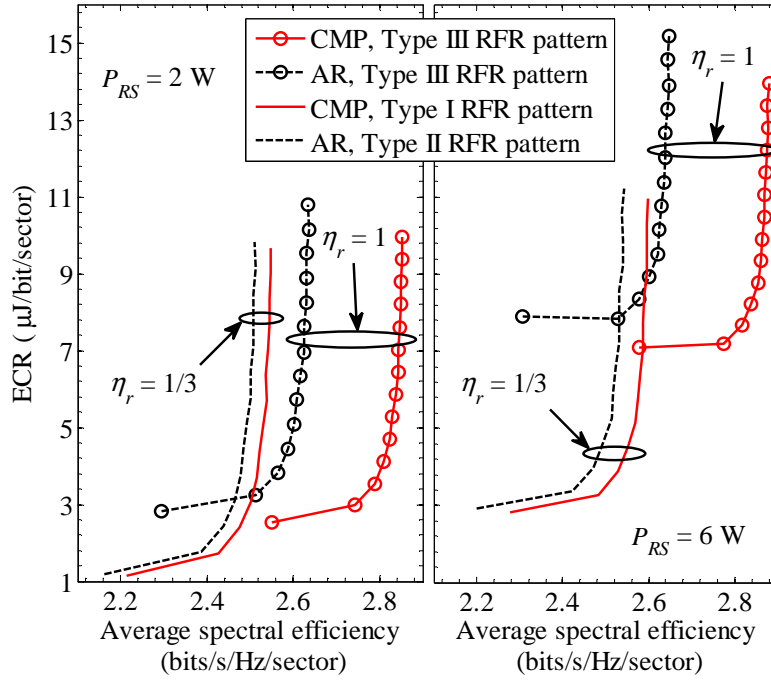 CMP, Type III RFR pattern
AR, Type III RFR pattern
CMP, Type I RFR pattern
AR, Type II RFR pattern
P_RS = 2 W
η_r = 1
η_r = 1
η_r = 1/3
η_r = 1/3
P_RS = 6 W
ECR ( μJ/bit/sector)
15
13
11
9
7
5
3
1
2.2 2.4 2.6 2.8
2.2 2.4 2.6 2.8
Average spectral efficiency
(bits/s/Hz/sector)
Average spectral efficiency
(bits/s/Hz/sector)